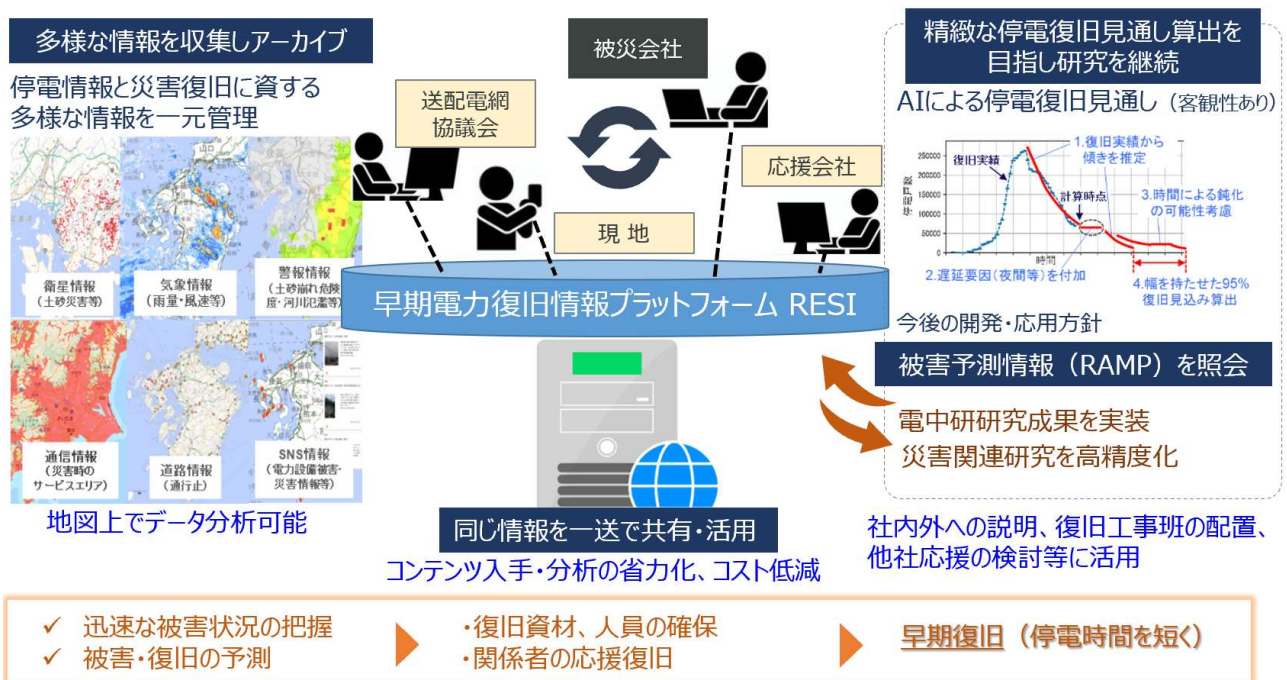 多様な情報を収集しアーカイブ
停電情報と災害復旧に資する
多様な情報を一元管理
衛星情報
(土砂災害等)
気象情報
(雨量・風速等)
警報情報
(土砂崩れ危険
度・河川氾濫等)
通信情報
(災害時の
サービスエリア)
道路情報
(通行止)
SNS情報
(電力設備被害・
災害情報等)
地図上でデータ分析可能
被災会社
送配電網
協議会
応援会社
現 地
早期電力復旧情報プラットフォーム RESI
同じ情報を一送で共有・活用
コンテンツ入手・分析の省力化、コスト低減
精緻な停電復旧見通し算出を
目指し研究を継続
AIによる停電復旧見通し（客観性あり）
停電戸数
250000
200000
150000
100000
50000
0
復旧実績
1.復旧実績から
傾きを推定
計算時点
3.時間による鈍化
の可能性考慮
時間
2.遅延要因(夜間等)を付加
4.幅を持たせた95%
復旧見込み算出
今後の開発・応用方針
被害予測情報（RAMP）を照会
電中研研究成果を実装
災害関連研究を高精度化
社内外への説明、復旧工事班の配置、
他社応援の検討等に活用
✓ 迅速な被害状況の把握
✓ 被害・復旧の予測
・復旧資材、人員の確保
・関係者の応援復旧
早期復旧（停電時間を短く）